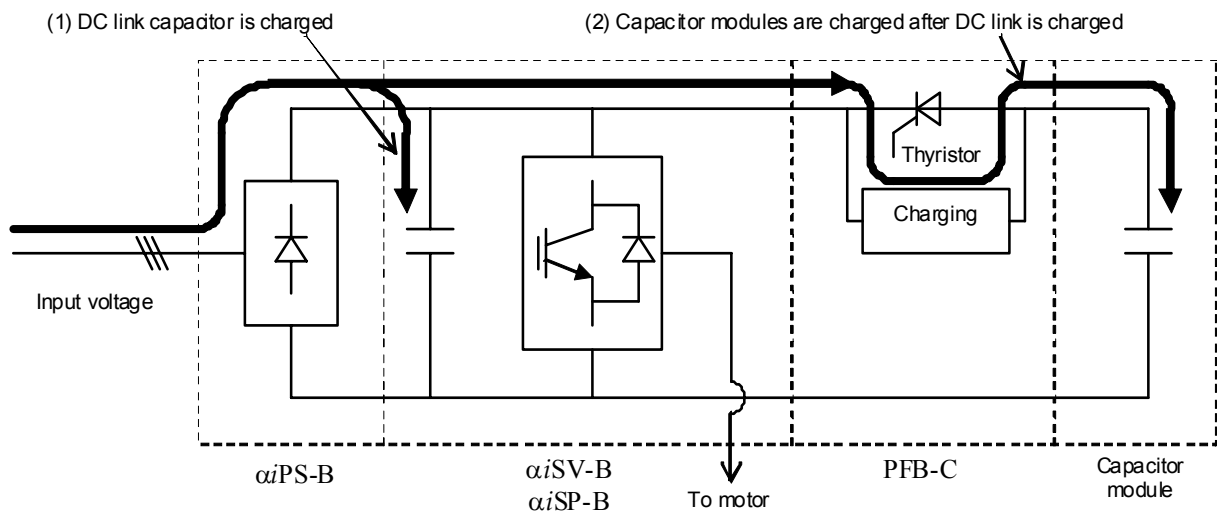 (1) DC link capacitor is charged
(2) Capacitor modules are charged after DC link is charged
Thyristor
Charging
Input voltage
αiPS-B
αiSV-B
αiSP-B
To motor
PFB-C
Capacitor
module